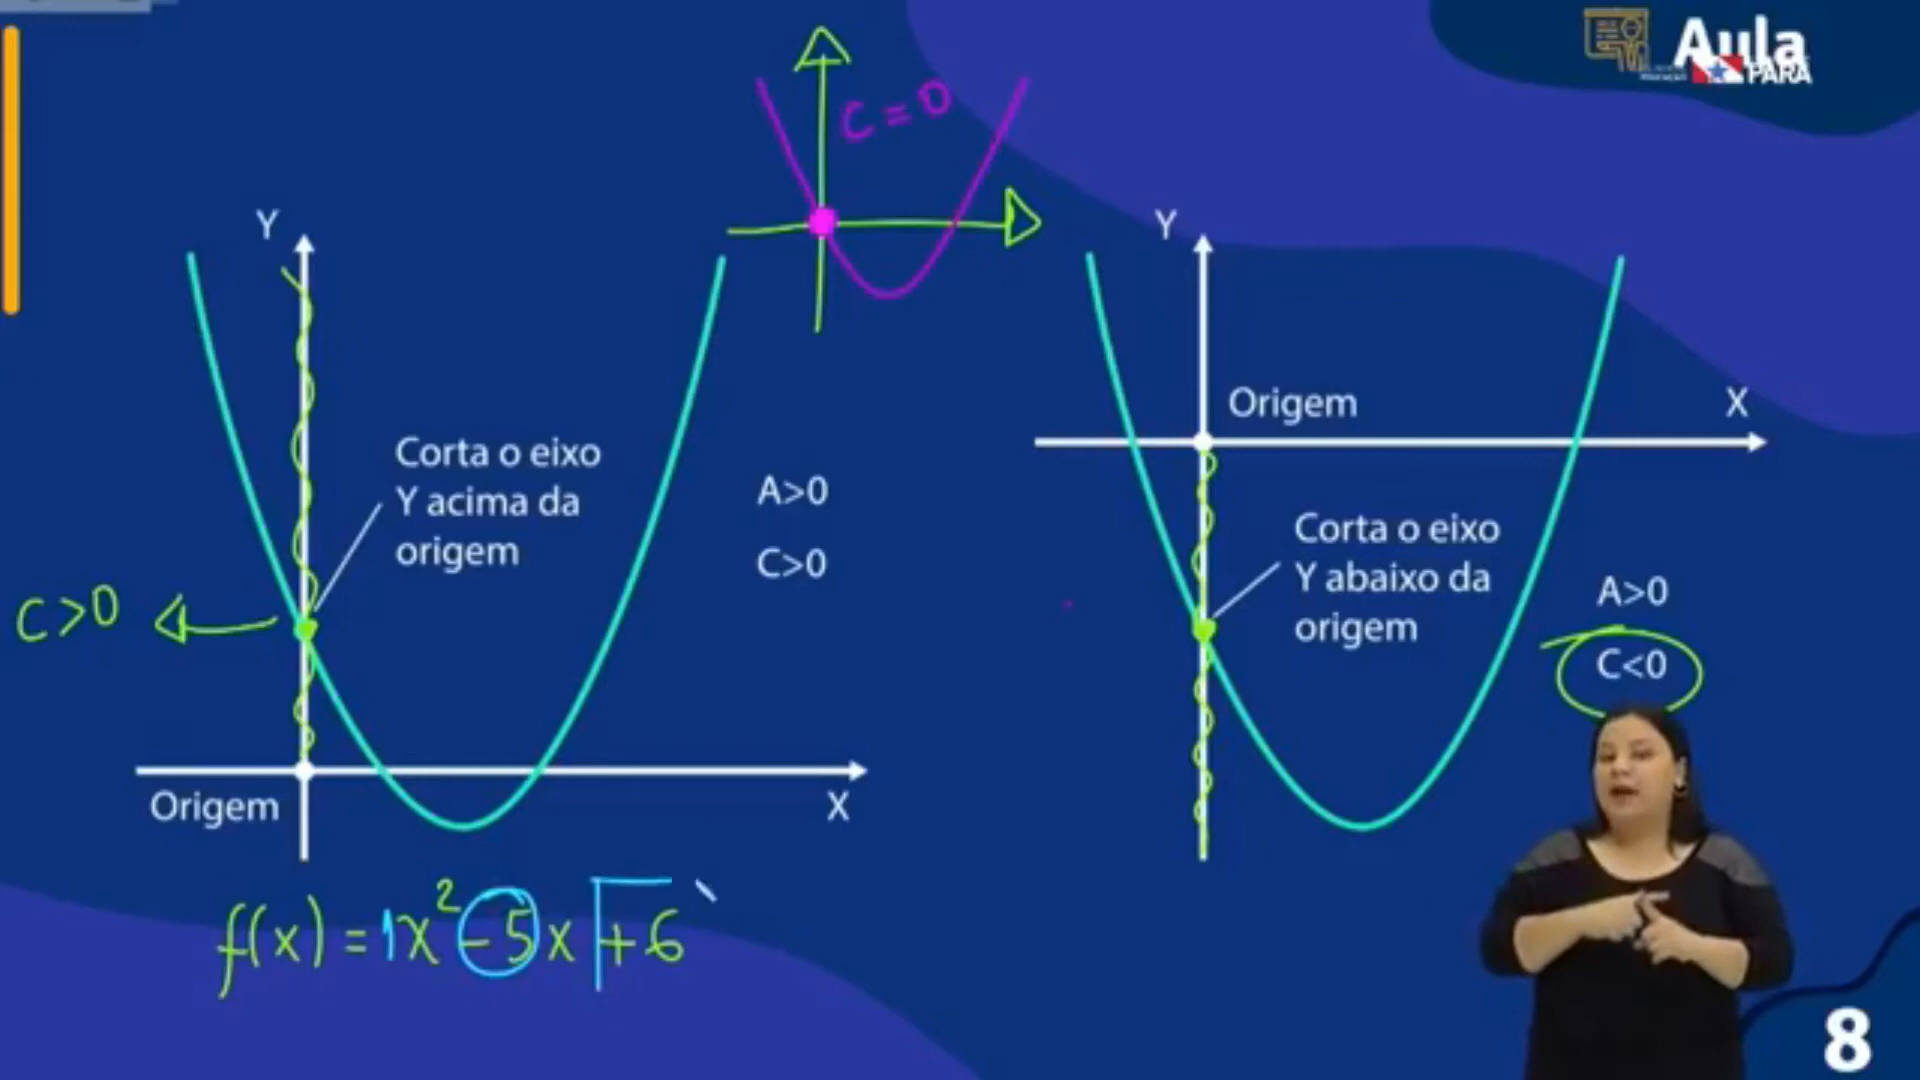 Aula
PARÁ
C = 0
Y
Corta o eixo
Y acima da
origem
A>0
C>0
C>0
Origem
X
Y
Origem
X
Corta o eixo
Y abaixo da
origem
A>0
C<0
f(x) = 1x² - 5x + 6
8